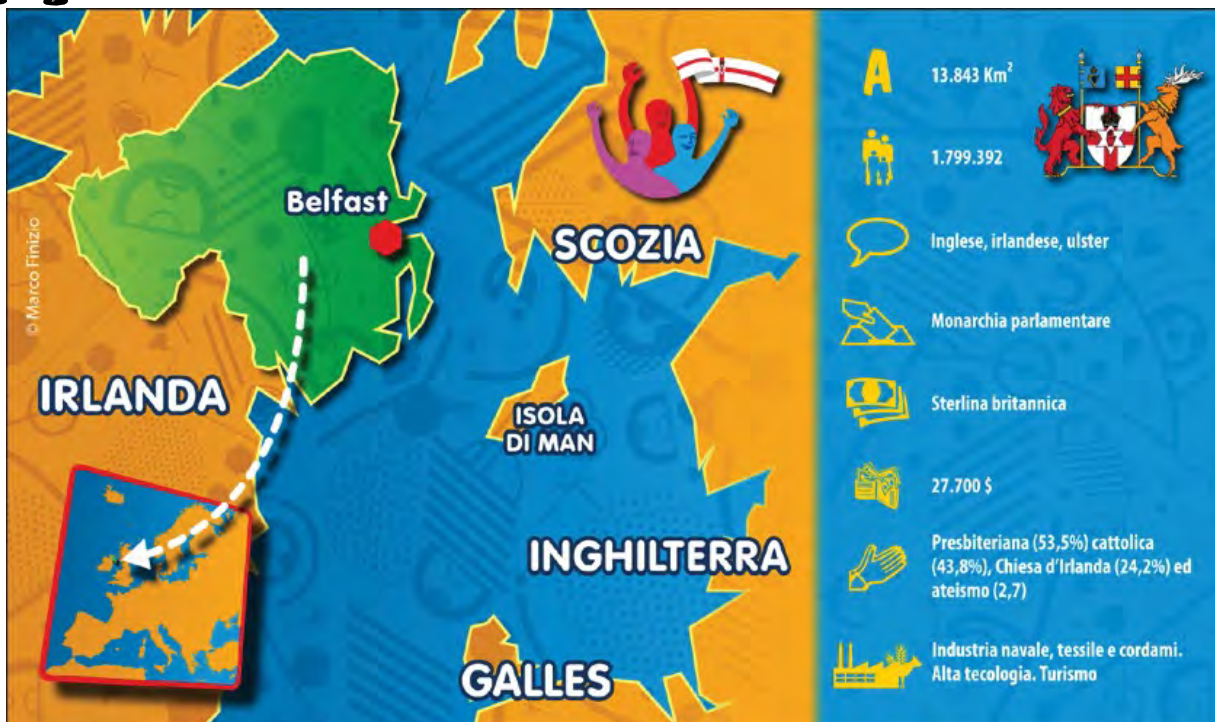 Belfast
SCOZIA
© Marco Finizio
IRLANDA
ISOLA
DI MAN
INGHILTERRA
GALLES
A
13.843 Km²
1.799.392
Inglese, irlandese, ulster
Monarchia parlamentare
Sterlina britannica
27.700 $
Presbiteriana (53,5%) cattolica
(43,8%), Chiesa d'Irlanda (24,2%) ed
ateismo (2,7)
Industria navale, tessile e cordami.
Alta tecologia. Turismo